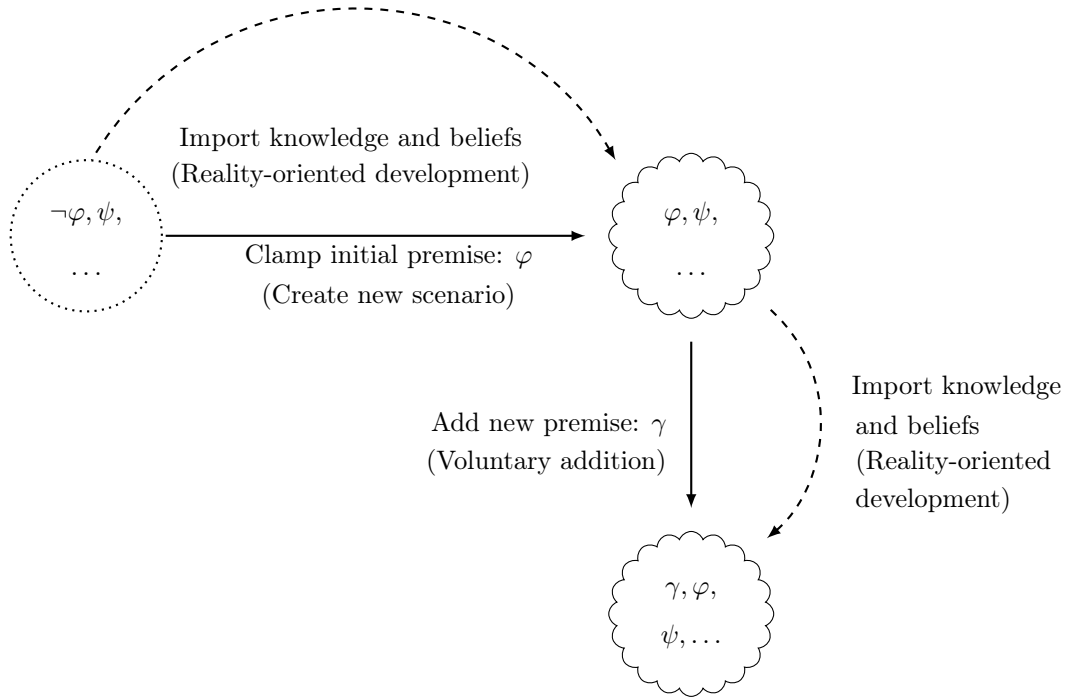 Import knowledge and beliefs
(Reality-oriented development)
¬φ, ψ,
...
Clamp initial premise: φ
(Create new scenario)
φ, ψ,
...
Add new premise: γ
(Voluntary addition)
Import knowledge
and beliefs
(Reality-oriented
development)
γ, φ,
ψ, ...